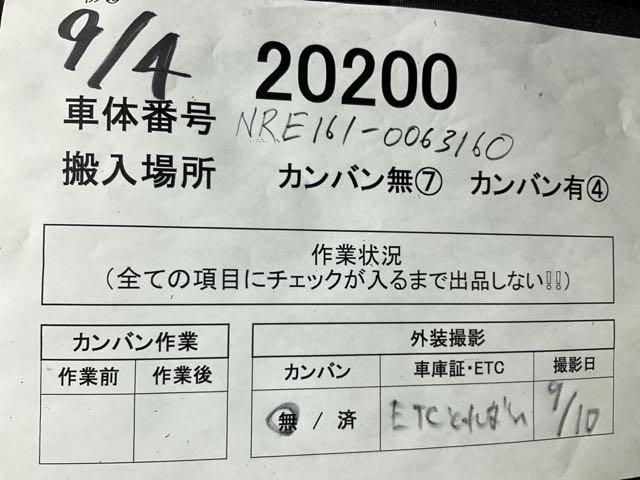 9/4
20200
車体番号 NRE161-0063160
搬入場所 カンバン無⑦ カンバン有④
作業状況
(全ての項目にチェックが入るまで出品しない!!)
カンバン作業
作業前 作業後
外装撮影
カンバン 車庫証・ETC 撮影日
無 / 済 ETCとれない 9/10